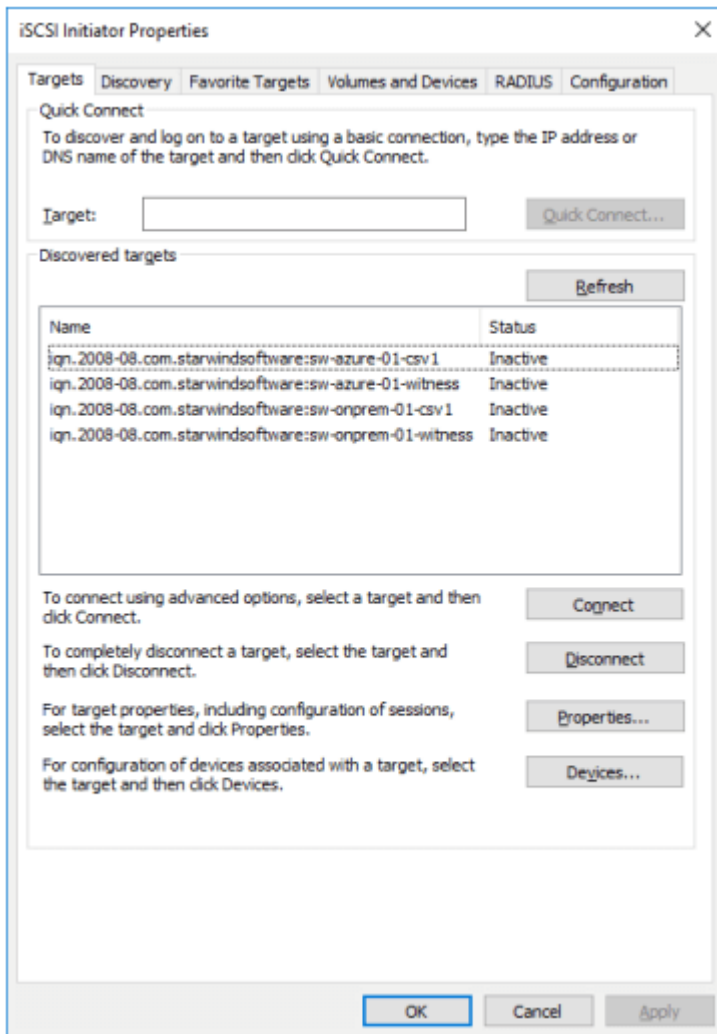 iSCSI Initiator Properties
Targets Discovery Favorite Targets Volumes and Devices RADIUS Configuration
Quick Connect
To discover and log on to a target using a basic connection, type the IP address or
DNS name of the target and then click Quick Connect.
Target:
Quick Connect...
Discovered targets
Refresh
Name Status
iqn.2008-08.com.starwindsoftware:sw-azure-01-csv1 Inactive
iqn.2008-08.com.starwindsoftware:sw-azure-01-witness Inactive
iqn.2008-08.com.starwindsoftware:sw-onprem-01-csv1 Inactive
iqn.2008-08.com.starwindsoftware:sw-onprem-01-witness Inactive
To connect using advanced options, select a target and then
click Connect.
Connect
To completely disconnect a target, select the target and
then click Disconnect.
Disconnect
For target properties, including configuration of sessions,
select the target and click Properties.
Properties...
For configuration of devices associated with a target, select
the target and then click Devices.
Devices...
OK Cancel Apply